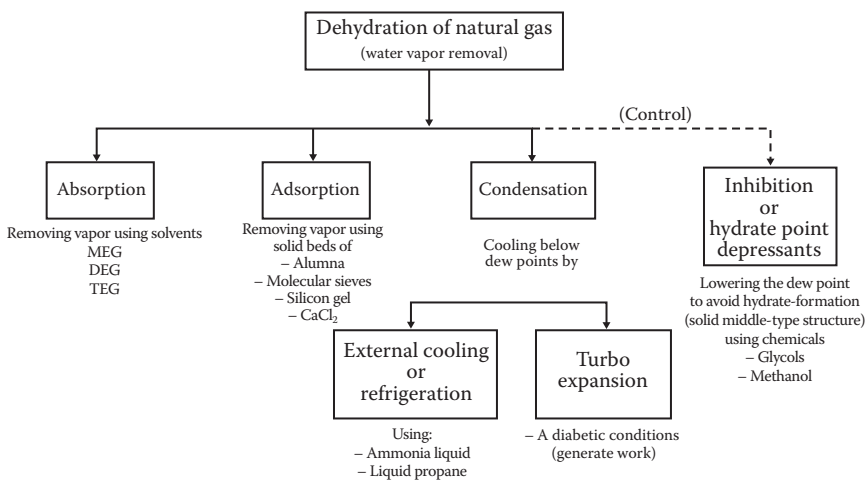 Dehydration of natural gas
(water vapor removal)
(Control)
Absorption
Removing vapor using solvents
MEG
DEG
TEG
Adsorption
Removing vapor using
solid beds of
– Alumna
– Molecular sieves
– Silicon gel
– CaCl₂
Condensation
Cooling below
dew points by
Inhibition
or
hydrate point
depressants
Lowering the dew point
to avoid hydrate-formation
(solid middle-type structure)
using chemicals
– Glycols
– Methanol
External cooling
or
refrigeration
Using:
– Ammonia liquid
– Liquid propane
Turbo
expansion
– A diabetic conditions
(generate work)